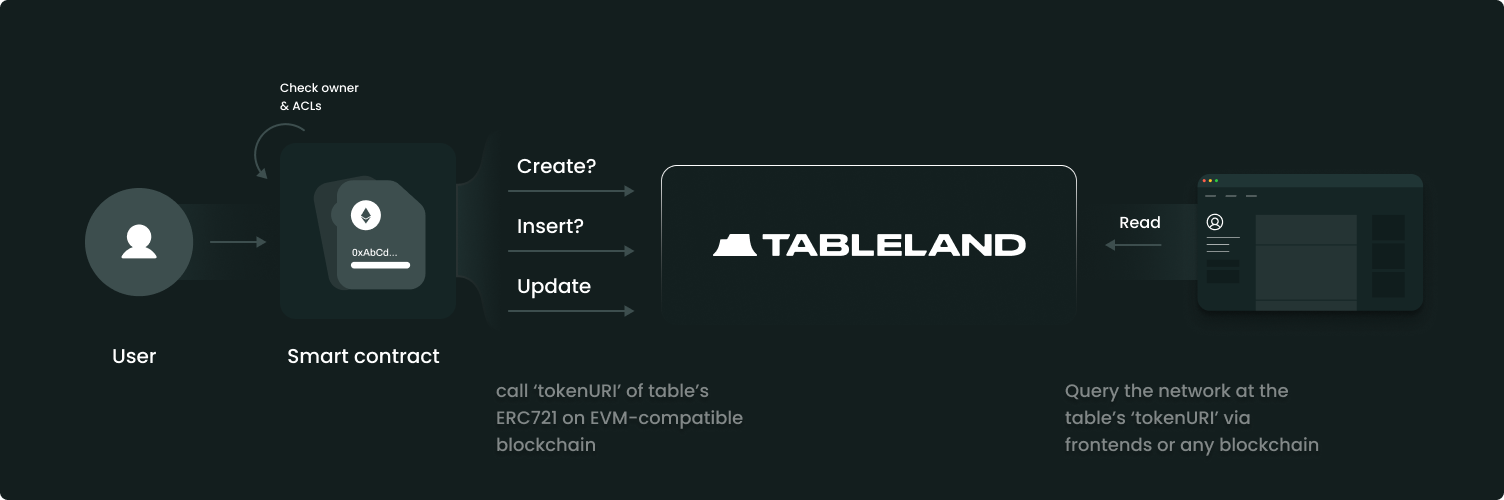 Check owner
& ACLs
0xAbCd...
User
Smart contract
Create?
Insert?
Update
call ‘tokenURI’ of table’s
ERC721 on EVM-compatible
blockchain
TABLELAND
Read
Query the network at the
table’s ‘tokenURI’ via
frontends or any blockchain